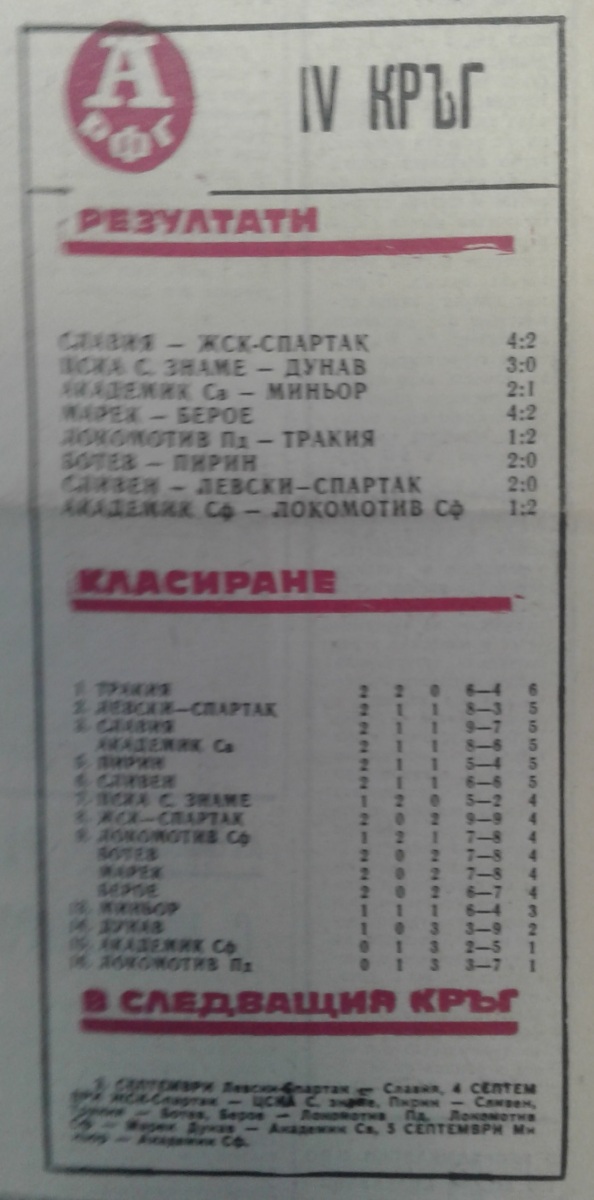 А
РФГ
IV КРЪГ
РЕЗУЛТАТИ
СЛАВИЯ — ЖСК-СПАРТАК 4:2
ЦСКА С. ЗНАМЕ — ДУНАВ 3:0
АКАДЕМИК Св — МИНЬОР 2:1
МАРЕК — БЕРОЕ 4:2
ЛОКОМОТИВ Пд — ТРАКИЯ 1:2
БОТЕВ — ПИРИН 2:0
СЛИВЕН — ЛЕВСКИ—СПАРТАК 2:0
АКАДЕМИК Сф — ЛОКОМОТИВ Сф 1:2
КЛАСИРАНЕ
1. ТРАКИЯ 2 2 0 6—4 6
2. ЛЕВСКИ—СПАРТАК 2 1 1 8—3 5
3. СЛАВИЯ 2 1 1 9—7 5
АКАДЕМИК Св 2 1 1 8—6 5
5. ПИРИН 2 1 1 5—4 5
6. СЛИВЕН 2 1 1 6—6 5
7. ЦСКА С. ЗНАМЕ 1 2 0 5—2 4
8. ЖСК—СПАРТАК 2 0 2 9—9 4
9. ЛОКОМОТИВ Сф 1 2 1 7—8 4
БОТЕВ 2 0 2 7—8 4
МАРЕК 2 0 2 7—8 4
БЕРОЕ 2 0 2 6—7 4
13. МИНЬОР 1 1 1 6—4 3
14. ДУНАВ 1 0 3 3—9 2
15. АКАДЕМИК Сф 0 1 3 2—5 1
16. ЛОКОМОТИВ Пд 0 1 3 3—7 1
В СЛЕДВАЩИЯ КРЪГ
СЕПТЕМВРИ Левски-Спартак — Славия, 4 СЕПТЕМ
ВРИ ЖСК-Спартак — ЦСКА С. знаме, Пирин — Сливен,
Тракия — Ботев, Берое — Локомотив Пд, Локомотив
Сф — Марек Дунав — Академик Св, 5 СЕПТЕМВРИ Ми
ньор — Академик Сф.